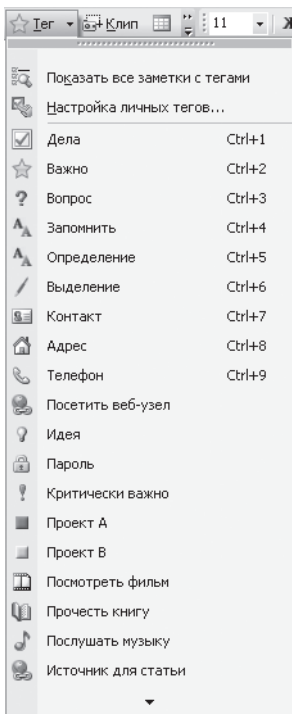 Тег Клип 11 Ж
Показать все заметки с тегами
Настройка личных тегов...
Дела Ctrl+1
Важно Ctrl+2
Вопрос Ctrl+3
Запомнить Ctrl+4
Определение Ctrl+5
Выделение Ctrl+6
Контакт Ctrl+7
Адрес Ctrl+8
Телефон Ctrl+9
Посетить веб-узел
Идея
Пароль
Критически важно
Проект A
Проект B
Посмотреть фильм
Прочесть книгу
Послушать музыку
Источник для статьи